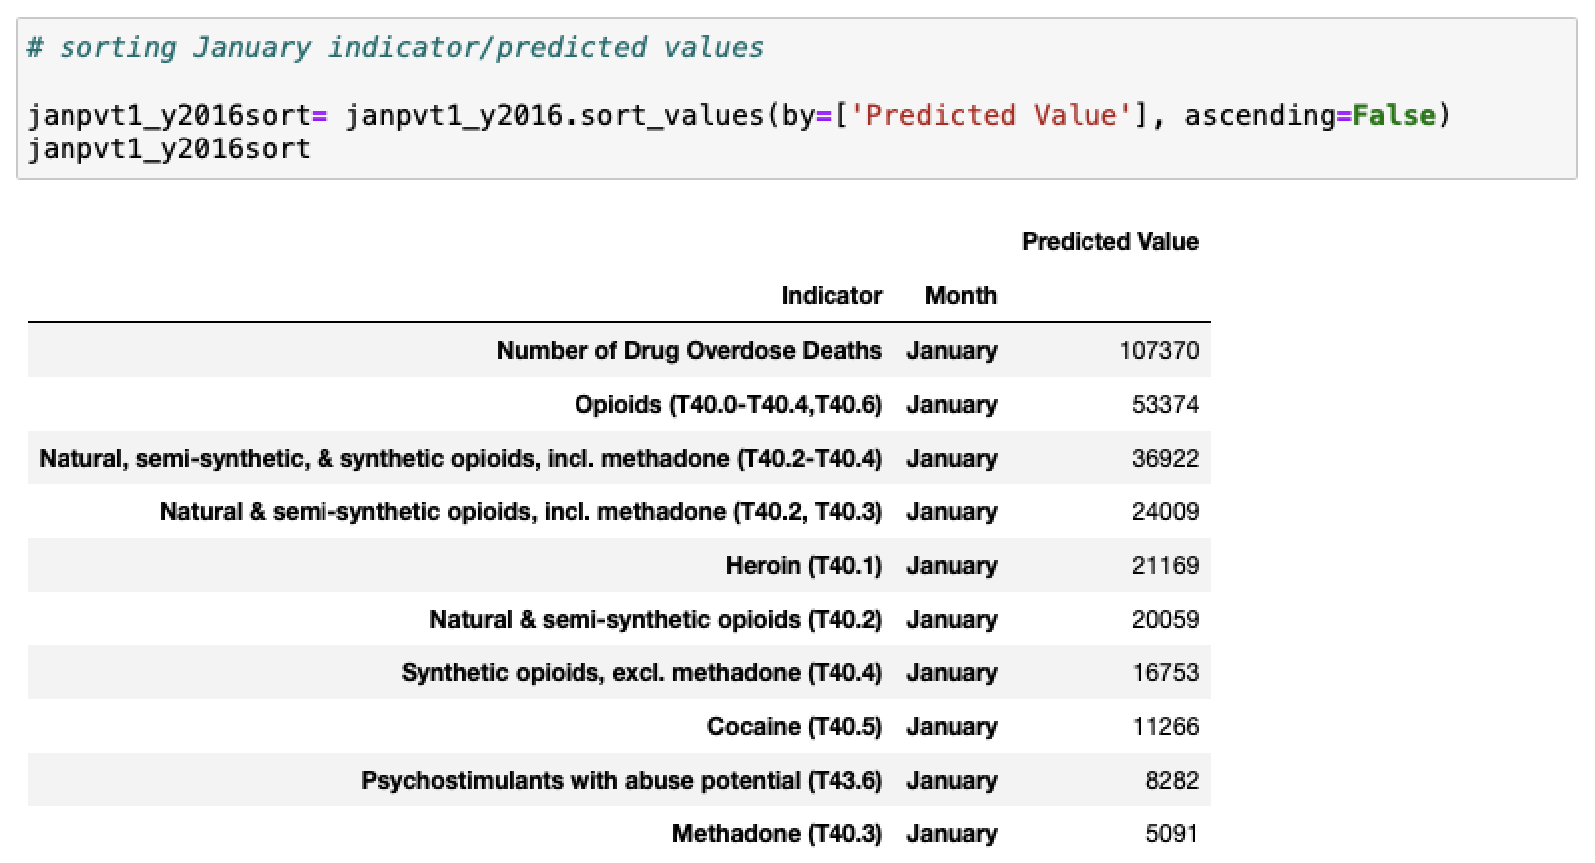 # sorting January indicator/predicted values
janpvt1_y2016sort= janpvt1_y2016.sort_values(by=['Predicted Value'], ascending=False)
janpvt1_y2016sort
Predicted Value
Indicator Month
Number of Drug Overdose Deaths January 107370
Opioids (T40.0-T40.4,T40.6) January 53374
Natural, semi-synthetic, & synthetic opioids, incl. methadone (T40.2-T40.4) January 36922
Natural & semi-synthetic opioids, incl. methadone (T40.2, T40.3) January 24009
Heroin (T40.1) January 21169
Natural & semi-synthetic opioids (T40.2) January 20059
Synthetic opioids, excl. methadone (T40.4) January 16753
Cocaine (T40.5) January 11266
Psychostimulants with abuse potential (T43.6) January 8282
Methadone (T40.3) January 5091